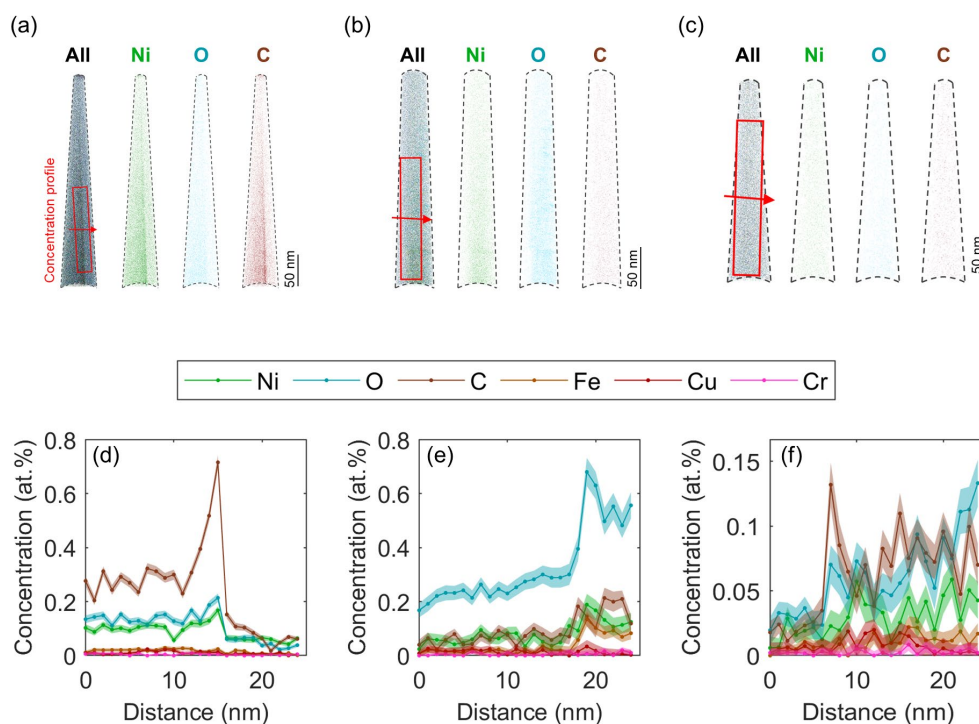 (a)
(b)
(c)
All Ni O C
All Ni O C
All Ni O C
Concentration profile
50 nm
50 nm
50 nm
Ni O C Fe Cu Cr
(d)
0.8
0.6
0.4
0.2
0
Concentration (at.%)
0 10 20
Distance (nm)
(e)
0.8
0.6
0.4
0.2
0
Concentration (at.%)
0 10 20
Distance (nm)
(f)
0.15
0.1
0.05
0
Concentration (at.%)
0 10 20
Distance (nm)